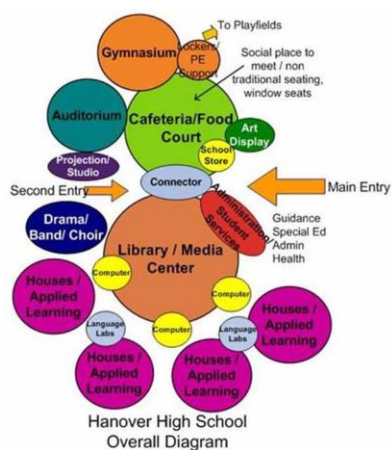 To Playfields
Gymnasium
Lockers/
PE
Support
Social place to
meet / non
traditional seating,
window seats
Auditorium
Cafeteria/Food
Court
Art
Display
School
Store
Projection/
Studio
Connector
Second Entry
Main Entry
Administration/
Student
Services
Guidance
Special Ed
Admin
Health
Drama/
Band/ Choir
Library / Media
Center
Computer
Computer
Computer
Houses /
Applied
Learning
Houses /
Applied
Learning
Language
Labs
Language
Labs
Houses /
Applied
Learning
Houses /
Applied
Learning
Hanover High School
Overall Diagram